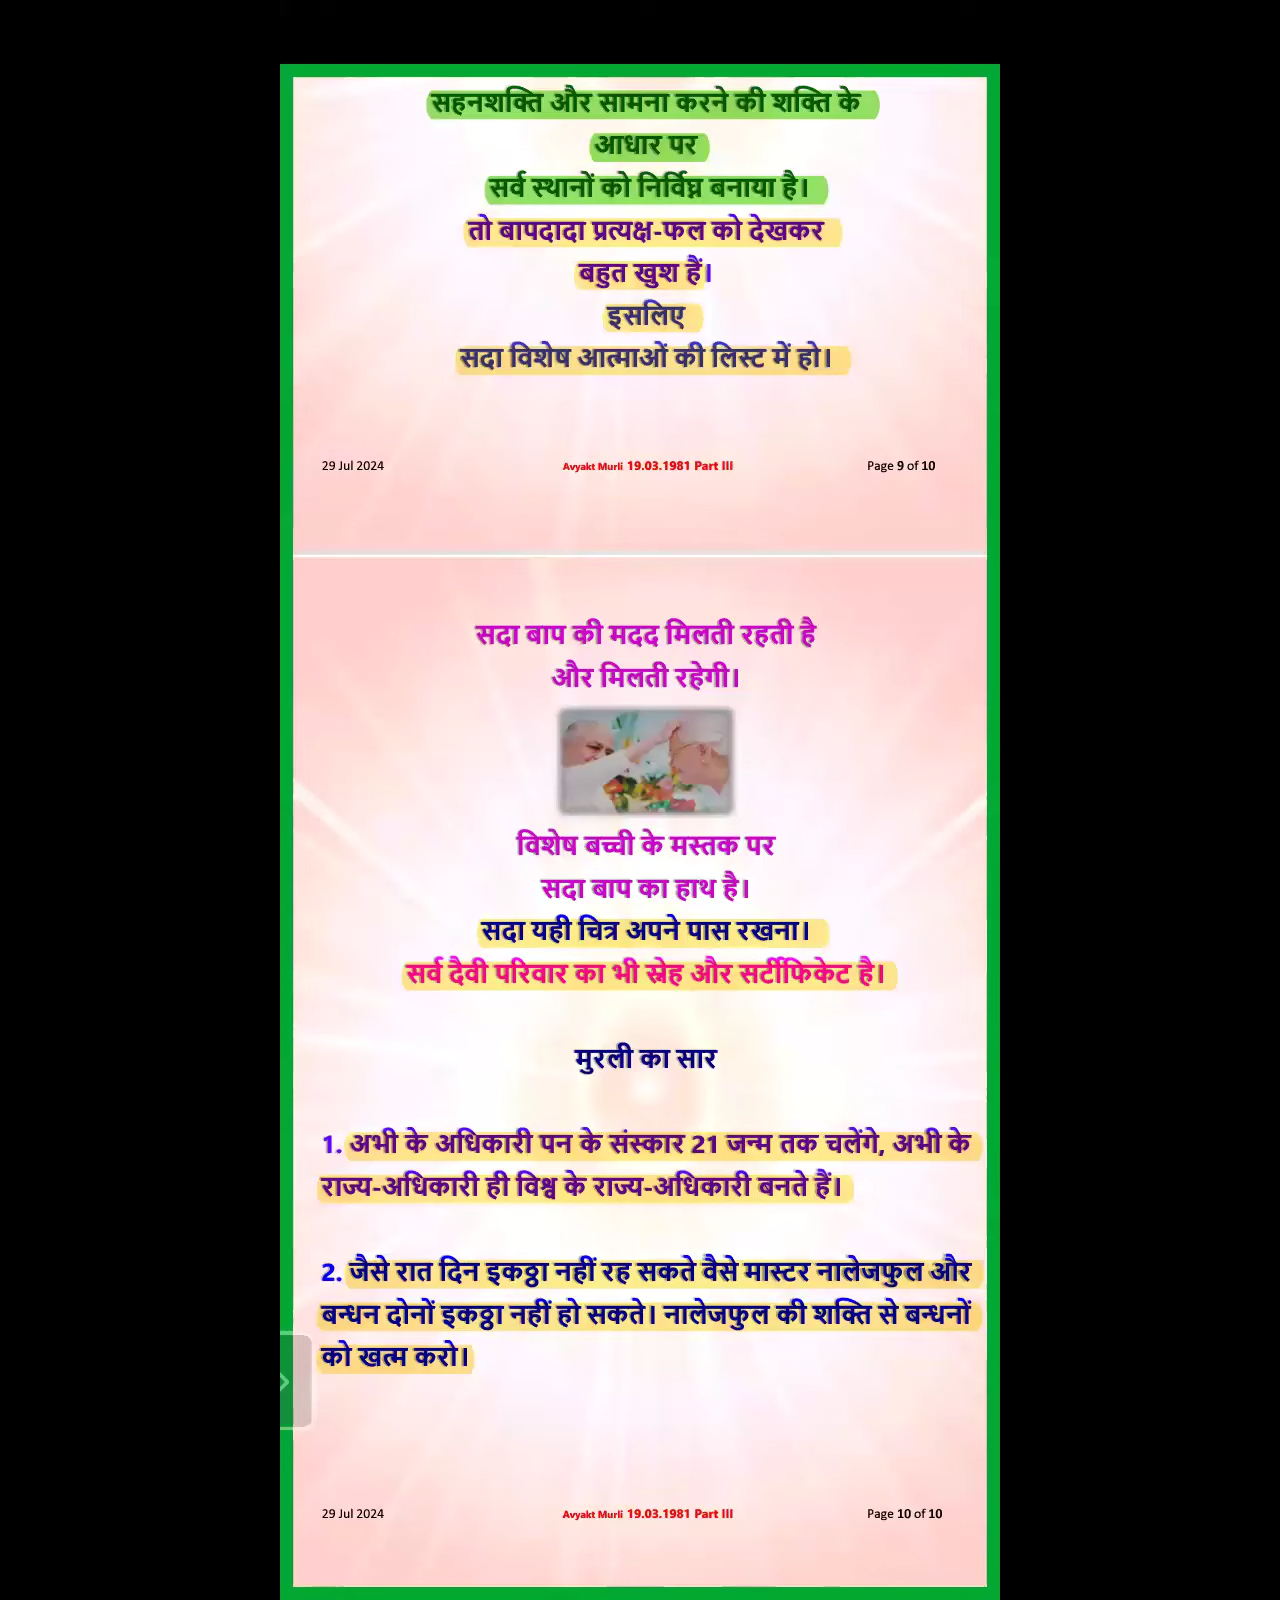 सहनशक्ति और सामना करने की शक्ति के
आधार पर
सर्व स्थानों को निर्विघ्न बनाया है।
तो बापदादा प्रत्यक्ष-फल को देखकर
बहुत खुश हैं।
इसलिए
सदा विशेष आत्माओं की लिस्ट में हो।
29 Jul 2024 Avyakt Murli 19.03.1981 Part III Page 9 of 10
सदा बाप की मदद मिलती रहती है
और मिलती रहेगी।
विशेष बच्ची के मस्तक पर
सदा बाप का हाथ है।
सदा यही चित्र अपने पास रखना।
सर्व दैवी परिवार का भी स्नेह और सर्टीफिकेट है।
मुरली का सार
1. अभी के अधिकारी पन के संस्कार 21 जन्म तक चलेंगे, अभी के
राज्य-अधिकारी ही विश्व के राज्य-अधिकारी बनते हैं।
2. जैसे रात दिन इकठ्ठा नहीं रह सकते वैसे मास्टर नालेजफुल और
बन्धन दोनों इकठ्ठा नहीं हो सकते। नालेजफुल की शक्ति से बन्धनों
को खत्म करो।
29 Jul 2024 Avyakt Murli 19.03.1981 Part III Page 10 of 10